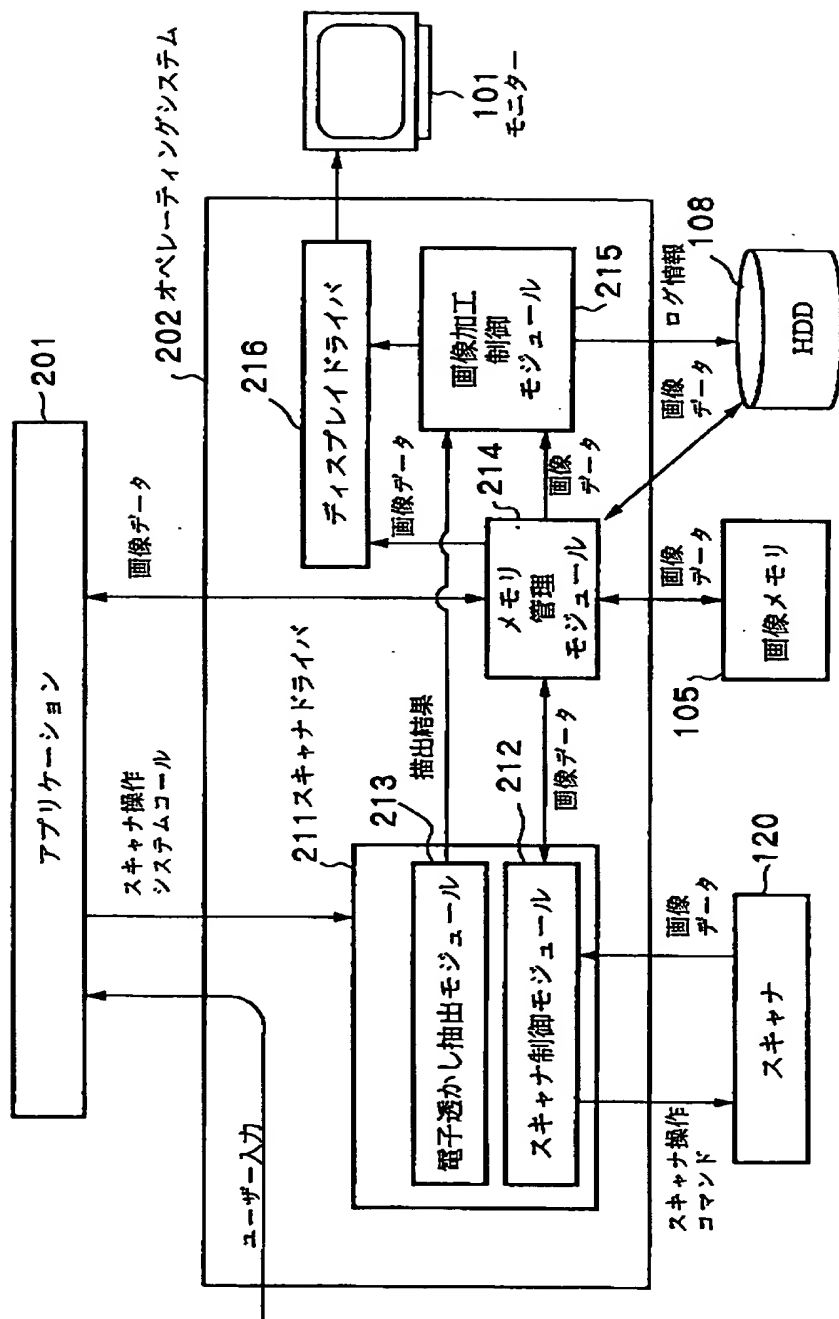 201
アプリケーション
画像データ
スキャナ操作
システムコール
ユーザー入力
202 オペレーティングシステム
216
ディスプレイドライバ
101
モニター
画像データ
画像加工
制御
モジュール
215
214
画像
データ
メモリ
管理
モジュール
描出結果
211 スキャナドライバ
213
電子透かし抽出モジュール
212
スキャナ制御モジュール
画像データ
ログ情報
108
HDD
画像
データ
画像
データ
105
画像メモリ
画像
データ
120
スキャナ
スキャナ操作
コマンド